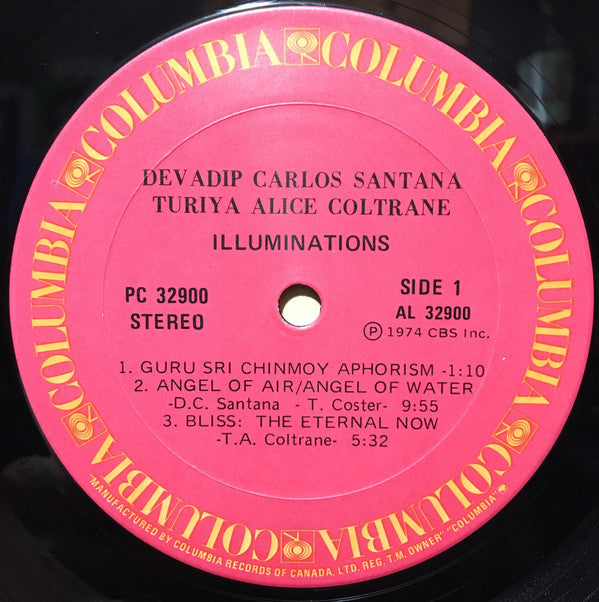 COLUMBIA COLUMBIA COLUMBIA COLUMBIA COLUMBIA COLUMBIA
DEVADIP CARLOS SANTANA
TURIYA ALICE COLTRANE
ILLUMINATIONS
PC 32900
STEREO
SIDE 1
AL 32900
Ⓟ 1974 CBS Inc.
1. GURU SRI CHINMOY APHORISM -1:10
2. ANGEL OF AIR/ANGEL OF WATER
-D.C. Santana - T. Coster- 9:55
3. BLISS: THE ETERNAL NOW
-T.A. Coltrane- 5:32
"MANUFACTURED BY COLUMBIA RECORDS OF CANADA, LTD. REG. T.M. OWNER" "COLUMBIA"